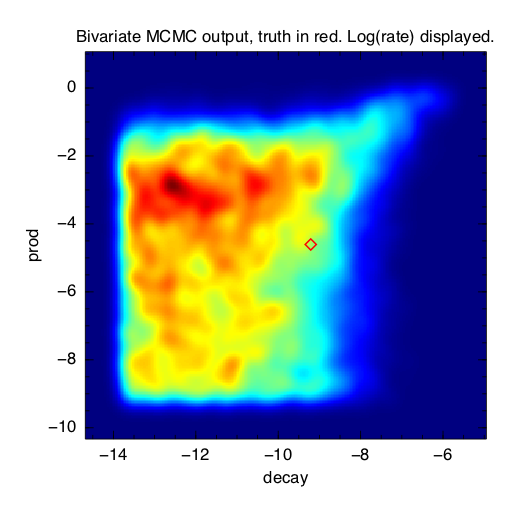 Bivariate MCMC output, truth in red. Log(rate) displayed.
0
−2
−4
−6
−8
−10
prod
−14 −12 −10 −8 −6
decay